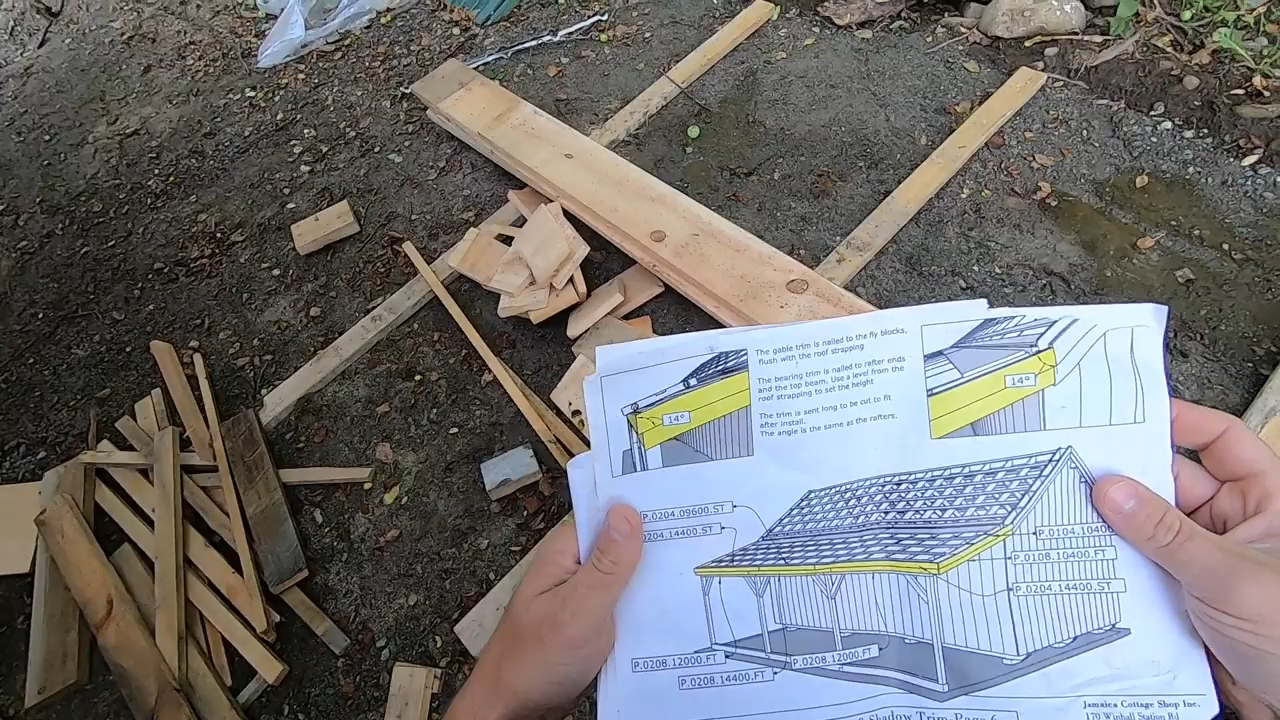 The gable trim is nailed to the fly blocks,
flush with the roof strapping
The bearing trim is nailed to rafter ends
and the top beam. Use a level from the
roof strapping to set the height
The trim is sent long to be cut to fit
after install.
The angle is the same as the rafters.
14°
14°
P.0204.09600.ST
0204.14400.ST
P.0104.1040
P.0108.10400.FT
P.0204.14400.ST
P.0208.12000.FT
P.0208.12000.FT
P.0208.14400.FT
Shadow Trim-Page 6
Jamaica Cottage Shop Inc.
170 Winhall Station Rd